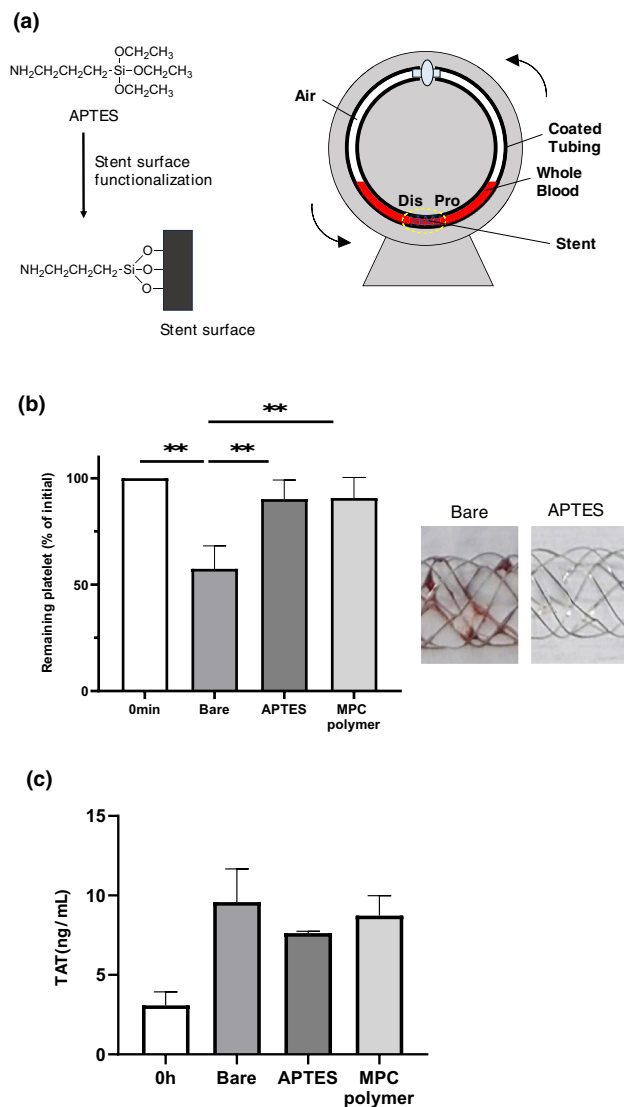 (a)
OCH2CH3
NH2CH2CH2CH2-Si-OCH2CH3
OCH2CH3
APTES
Stent surface
functionalization
O
NH2CH2CH2CH2-Si-O
O
Stent surface
Air
Coated
Tubing
Whole
Blood
Dis Pro
Stent
(b)
**
** **
Remaining platelet (% of initial)
100
50
0
0min Bare APTES MPC
polymer
Bare APTES
(c)
TAT(ng/mL)
15
10
5
0
0h Bare APTES MPC
polymer